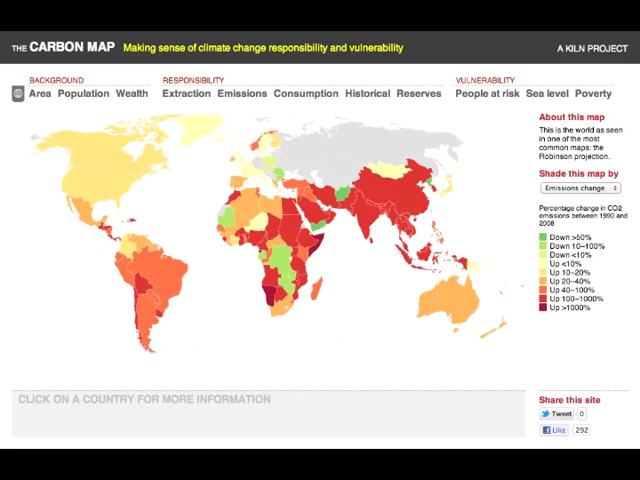 THE CARBON MAP Making sense of climate change responsibility and vulnerability A KILN PROJECT
BACKGROUND RESPONSIBILITY VULNERABILITY
Area Population Wealth Extraction Emissions Consumption Historical Reserves People at risk Sea level Poverty
About this map
This is the world as seen
in one of the most
common maps: the
Robinson projection.
Shade this map by
Emissions change
Percentage change in CO2
emissions between 1990 and
2008
Down >50%
Down 10–100%
Down <10%
Up <10%
Up 10–20%
Up 20–40%
Up 40–100%
Up 100–1000%
Up >1000%
CLICK ON A COUNTRY FOR MORE INFORMATION
Share this site
Tweet 0
Like 292